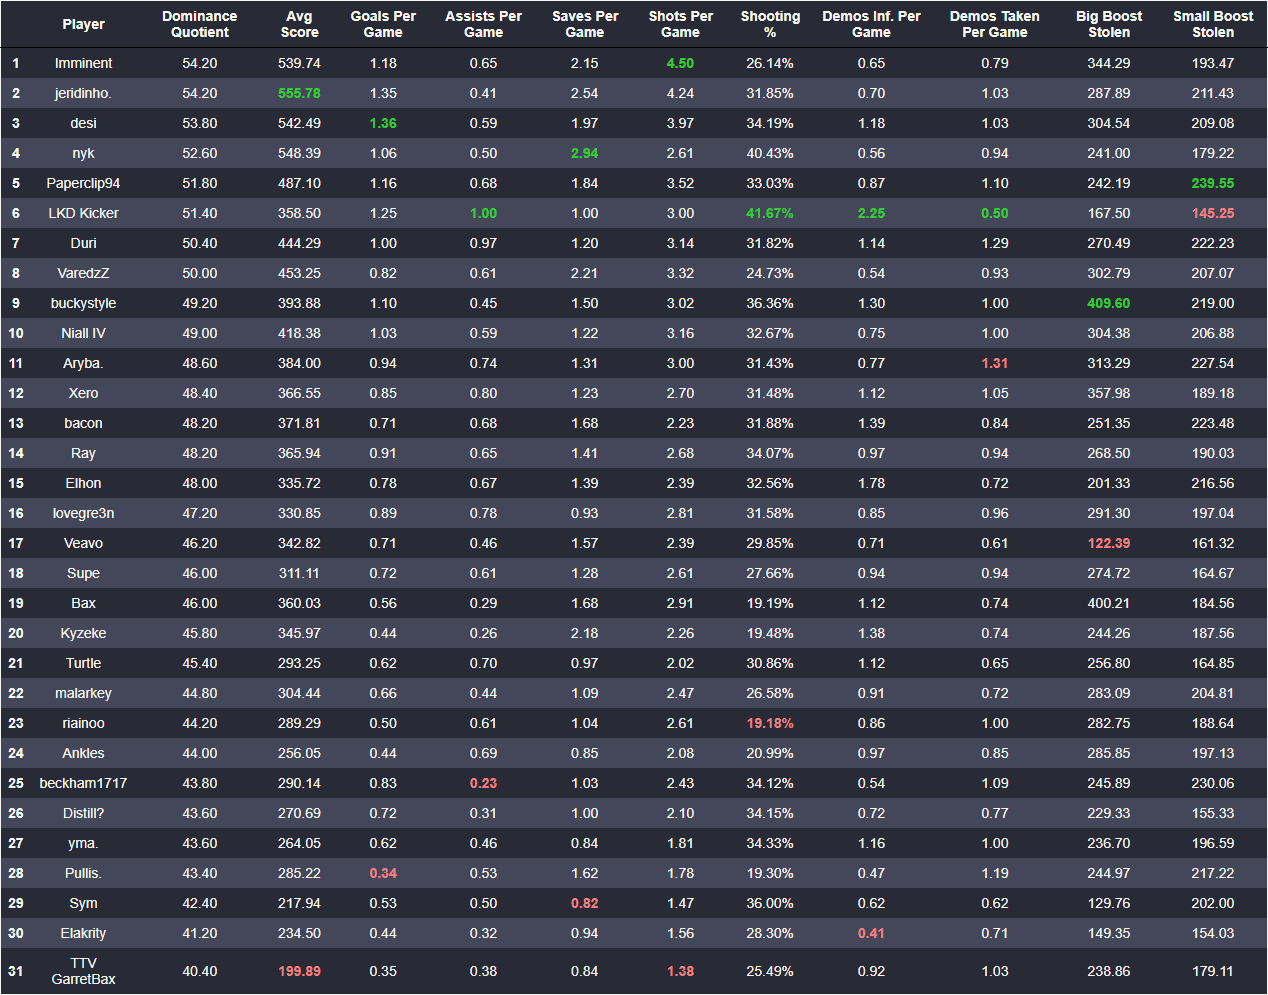 Player Dominance Quotient Avg Score Goals Per Game Assists Per Game Saves Per Game Shots Per Game Shooting % Demos Inf. Per Game Demos Taken Per Game Big Boost Stolen Small Boost Stolen
1 Imminent 54.20 539.74 1.18 0.65 2.15 4.50 26.14% 0.65 0.79 344.29 193.47
2 jeridinho. 54.20 555.78 1.35 0.41 2.54 4.24 31.85% 0.70 1.03 287.89 211.43
3 desi 53.80 542.49 1.36 0.59 1.97 3.97 34.19% 1.18 1.03 304.54 209.08
4 nyk 52.60 548.39 1.06 0.50 2.94 2.61 40.43% 0.56 0.94 241.00 179.22
5 Paperclip94 51.80 487.10 1.16 0.68 1.84 3.52 33.03% 0.87 1.10 242.19 239.55
6 LKD Kicker 51.40 358.50 1.25 1.00 1.00 3.00 41.67% 2.25 0.50 167.50 145.25
7 Duri 50.40 444.29 1.00 0.97 1.20 3.14 31.82% 1.14 1.29 270.49 222.23
8 VaredzZ 50.00 453.25 0.82 0.61 2.21 3.32 24.73% 0.54 0.93 302.79 207.07
9 buckystyle 49.20 393.88 1.10 0.45 1.50 3.02 36.36% 1.30 1.00 409.60 219.00
10 Niall IV 49.00 418.38 1.03 0.59 1.22 3.16 32.67% 0.75 1.00 304.38 206.88
11 Aryba. 48.60 384.00 0.94 0.74 1.31 3.00 31.43% 0.77 1.31 313.29 227.54
12 Xero 48.40 366.55 0.85 0.80 1.23 2.70 31.48% 1.12 1.05 357.98 189.18
13 bacon 48.20 371.81 0.71 0.68 1.68 2.23 31.88% 1.39 0.84 251.35 223.48
14 Ray 48.20 365.94 0.91 0.65 1.41 2.68 34.07% 0.97 0.94 268.50 190.03
15 Elhon 48.00 335.72 0.78 0.67 1.39 2.39 32.56% 1.78 0.72 201.33 216.56
16 lovegre3n 47.20 330.85 0.89 0.78 0.93 2.81 31.58% 0.85 0.96 291.30 197.04
17 Veavo 46.20 342.82 0.71 0.46 1.57 2.39 29.85% 0.71 0.61 122.39 161.32
18 Supe 46.00 311.11 0.72 0.61 1.28 2.61 27.66% 0.94 0.94 274.72 164.67
19 Bax 46.00 360.03 0.56 0.29 1.68 2.91 19.19% 1.12 0.74 400.21 184.56
20 Kyzeke 45.80 345.97 0.44 0.26 2.18 2.26 19.48% 1.38 0.74 244.26 187.56
21 Turtle 45.40 293.25 0.62 0.70 0.97 2.02 30.86% 1.12 0.65 256.80 164.85
22 malarkey 44.80 304.44 0.66 0.44 1.09 2.47 26.58% 0.91 0.72 283.09 204.81
23 riainoo 44.20 289.29 0.50 0.61 1.04 2.61 19.18% 0.86 1.00 282.75 188.64
24 Ankles 44.00 256.05 0.44 0.69 0.85 2.08 20.99% 0.97 0.85 285.85 197.13
25 beckham1717 43.80 290.14 0.83 0.23 1.03 2.43 34.12% 0.54 1.09 245.89 230.06
26 Distill? 43.60 270.69 0.72 0.31 1.00 2.10 34.15% 0.72 0.77 229.33 155.33
27 yma. 43.60 264.05 0.62 0.46 0.84 1.81 34.33% 1.16 1.00 236.70 196.59
28 Pullis. 43.40 285.22 0.34 0.53 1.62 1.78 19.30% 0.47 1.19 244.97 217.22
29 Sym 42.40 217.94 0.53 0.50 0.82 1.47 36.00% 0.62 0.62 129.76 202.00
30 Elakrity 41.20 234.50 0.44 0.32 0.94 1.56 28.30% 0.41 0.71 149.35 154.03
31 TTV GarretBax 40.40 199.89 0.35 0.38 0.84 1.38 25.49% 0.92 1.03 238.86 179.11